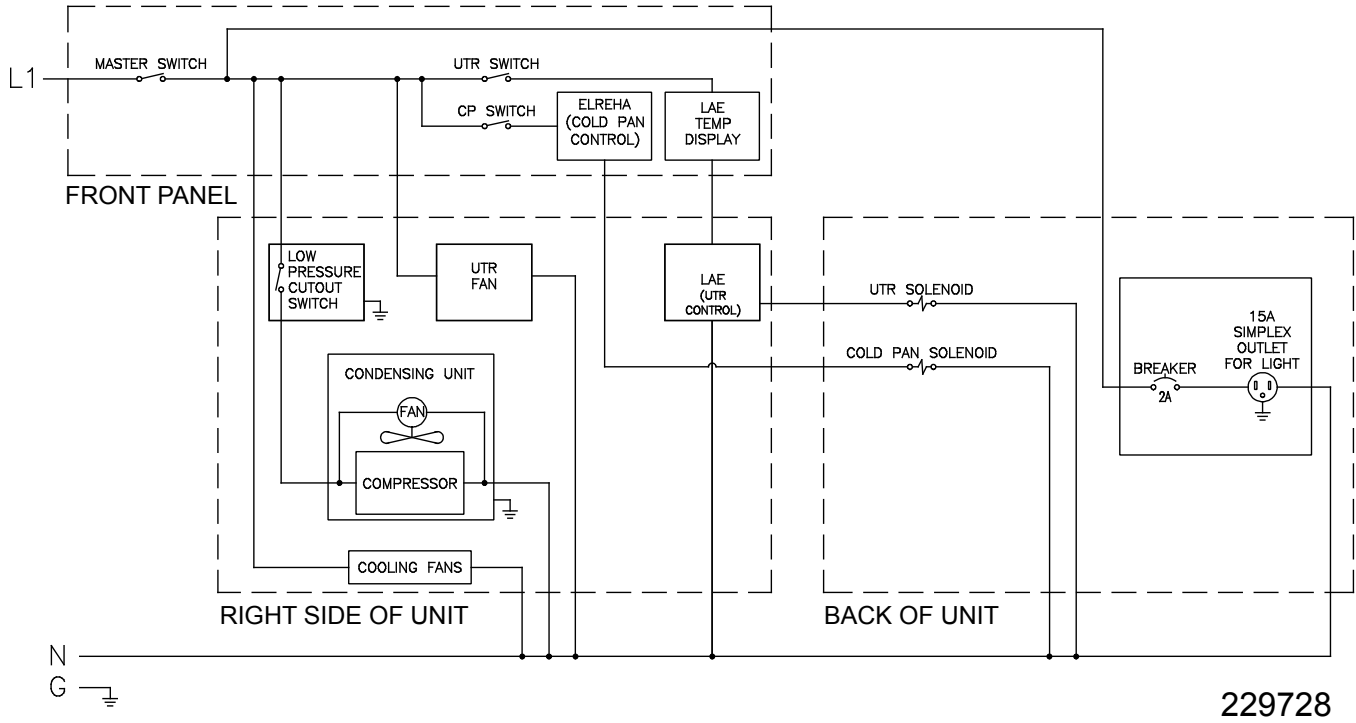 L1
MASTER SWITCH
UTR SWITCH
CP SWITCH
ELREHA
(COLD PAN
CONTROL)
LAE
TEMP
DISPLAY
FRONT PANEL
LOW
PRESSURE
CUTOUT
SWITCH
UTR
FAN
LAE
(UTR
CONTROL)
CONDENSING UNIT
FAN
COMPRESSOR
COOLING FANS
RIGHT SIDE OF UNIT
UTR SOLENOID
COLD PAN SOLENOID
BREAKER
2A
15A
SIMPLEX
OUTLET
FOR LIGHT
BACK OF UNIT
N
G
229728